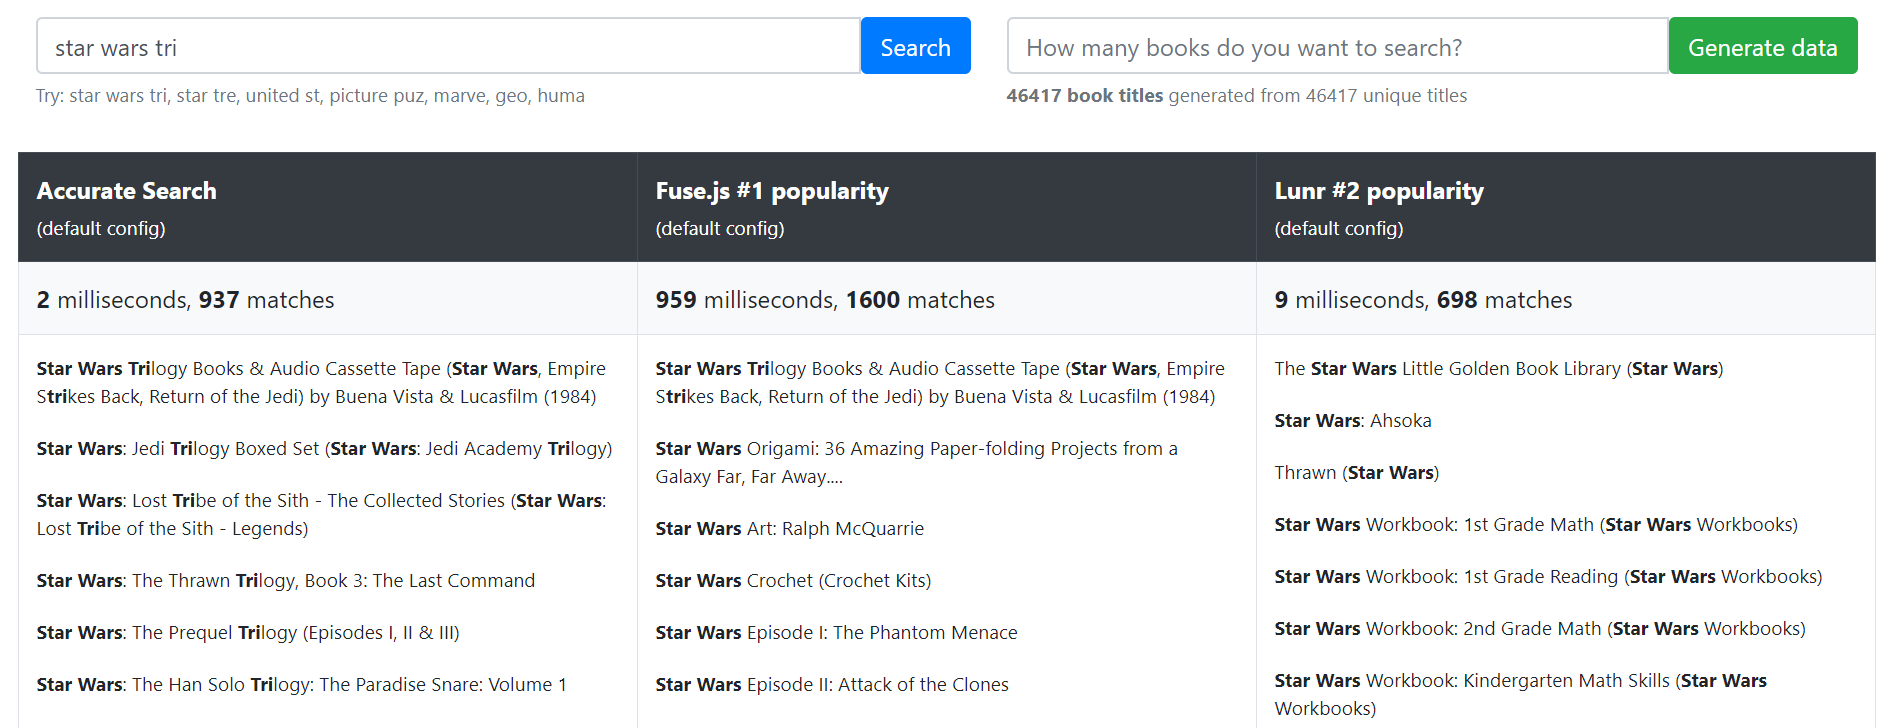 star wars tri
Search
How many books do you want to search?
Generate data
Try: star wars tri, star tre, united st, picture puz, marve, geo, huma
46417 book titles generated from 46417 unique titles
Accurate Search
(default config)
Fuse.js #1 popularity
(default config)
Lunr #2 popularity
(default config)
2 milliseconds, 937 matches
959 milliseconds, 1600 matches
9 milliseconds, 698 matches
Star Wars Trilogy Books & Audio Cassette Tape (Star Wars, Empire
Strikes Back, Return of the Jedi) by Buena Vista & Lucasfilm (1984)
Star Wars: Jedi Trilogy Boxed Set (Star Wars: Jedi Academy Trilogy)
Star Wars: Lost Tribe of the Sith - The Collected Stories (Star Wars:
Lost Tribe of the Sith - Legends)
Star Wars: The Thrawn Trilogy, Book 3: The Last Command
Star Wars: The Prequel Trilogy (Episodes I, II & III)
Star Wars: The Han Solo Trilogy: The Paradise Snare: Volume 1
Star Wars Trilogy Books & Audio Cassette Tape (Star Wars, Empire
Strikes Back, Return of the Jedi) by Buena Vista & Lucasfilm (1984)
Star Wars Origami: 36 Amazing Paper-folding Projects from a
Galaxy Far, Far Away....
Star Wars Art: Ralph McQuarrie
Star Wars Crochet (Crochet Kits)
Star Wars Episode I: The Phantom Menace
Star Wars Episode II: Attack of the Clones
The Star Wars Little Golden Book Library (Star Wars)
Star Wars: Ahsoka
Thrawn (Star Wars)
Star Wars Workbook: 1st Grade Math (Star Wars Workbooks)
Star Wars Workbook: 1st Grade Reading (Star Wars Workbooks)
Star Wars Workbook: 2nd Grade Math (Star Wars Workbooks)
Star Wars Workbook: Kindergarten Math Skills (Star Wars
Workbooks)